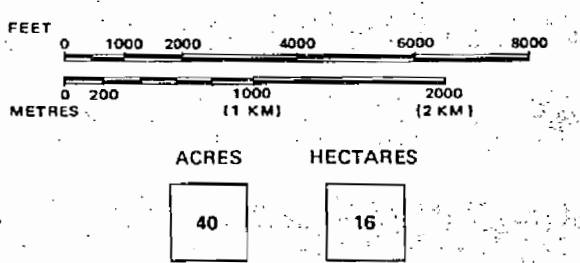 FEET
0 1000 2000 4000 6000 8000
0 200 1000 2000
METRES (1 KM) (2 KM)
ACRES HECTARES
40 16